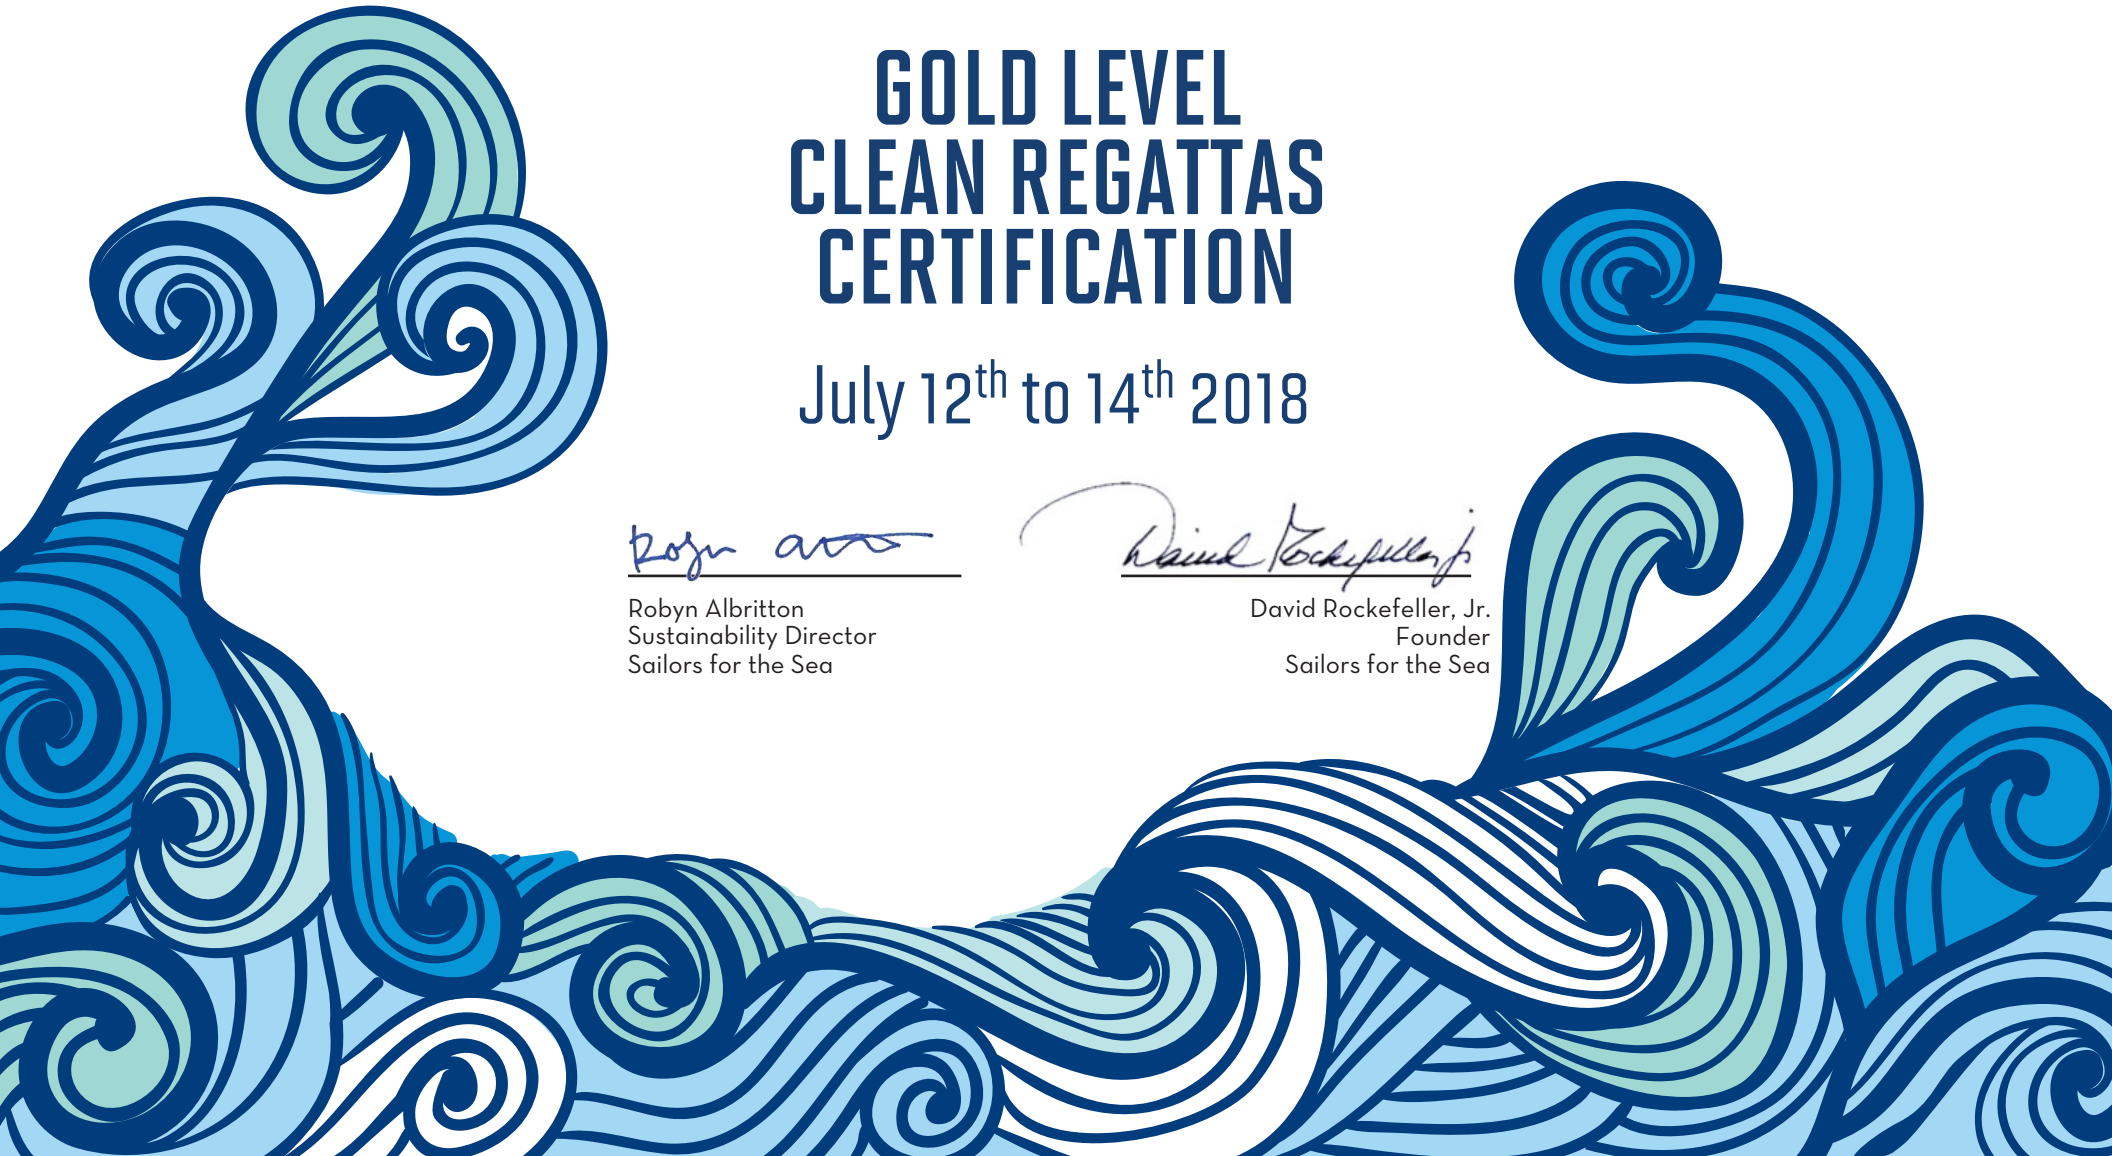 GOLD LEVEL
CLEAN REGATTAS
CERTIFICATION
July 12th to 14th 2018
Robyn Albritton
Sustainability Director
Sailors for the Sea
David Rockefeller, Jr.
Founder
Sailors for the Sea